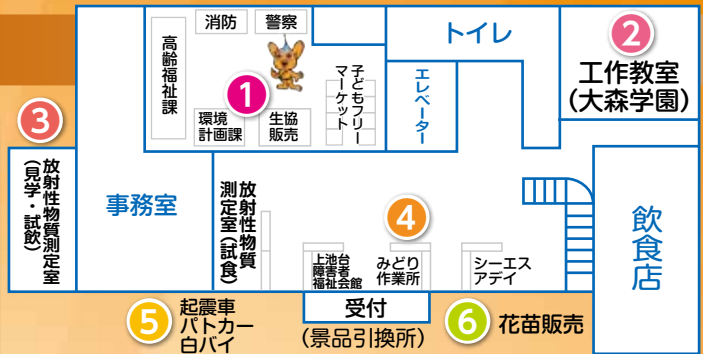 消防
警察
高齢福祉課
1
環境
計画課
生協
販売
子どもフリー
マーケット
トイレ
エレベーター
2
工作教室
(大森学園)
3
放射性物質測定室
(見学・試飲)
事務室
放射性物質
測定室(試食)
4
上池台
障害者
福祉会館
みどり
作業所
シーエス
アデイ
飲食店
5
起震車
パトカー
白バイ
受付
(景品引換所)
6
花苗販売